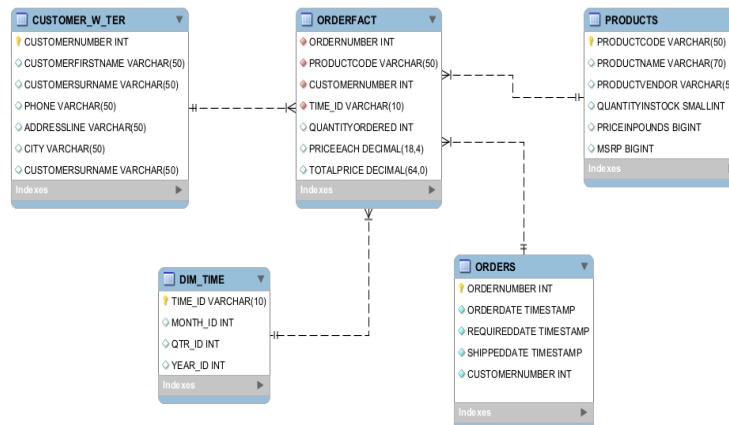 CUSTOMER_W_TER
CUSTOMERNUMBER INT
CUSTOMERFIRSTNAME VARCHAR(50)
CUSTOMERSURNAME VARCHAR(50)
PHONE VARCHAR(50)
ADDRESSLINE VARCHAR(50)
CITY VARCHAR(50)
CUSTOMERSURNAME VARCHAR(50)
Indexes
ORDERFACT
ORDERNUMBER INT
PRODUCTCODE VARCHAR(50)
CUSTOMERNUMBER INT
TIME_ID VARCHAR(10)
QUANTITYORDERED INT
PRICEEACH DECIMAL(18,4)
TOTALPRICE DECIMAL(64,0)
Indexes
PRODUCTS
PRODUCTCODE VARCHAR(50)
PRODUCTNAME VARCHAR(70)
PRODUCTVENDOR VARCHAR(5
QUANTITYINSTOCK SMALLINT
PRICEINPOUNDS BIGINT
MSRP BIGINT
Indexes
DIM_TIME
TIME_ID VARCHAR(10)
MONTH_ID INT
QTR_ID INT
YEAR_ID INT
Indexes
ORDERS
ORDERNUMBER INT
ORDERDATE TIMESTAMP
REQUIREDDATE TIMESTAMP
SHIPPEDDATE TIMESTAMP
CUSTOMERNUMBER INT
Indexes